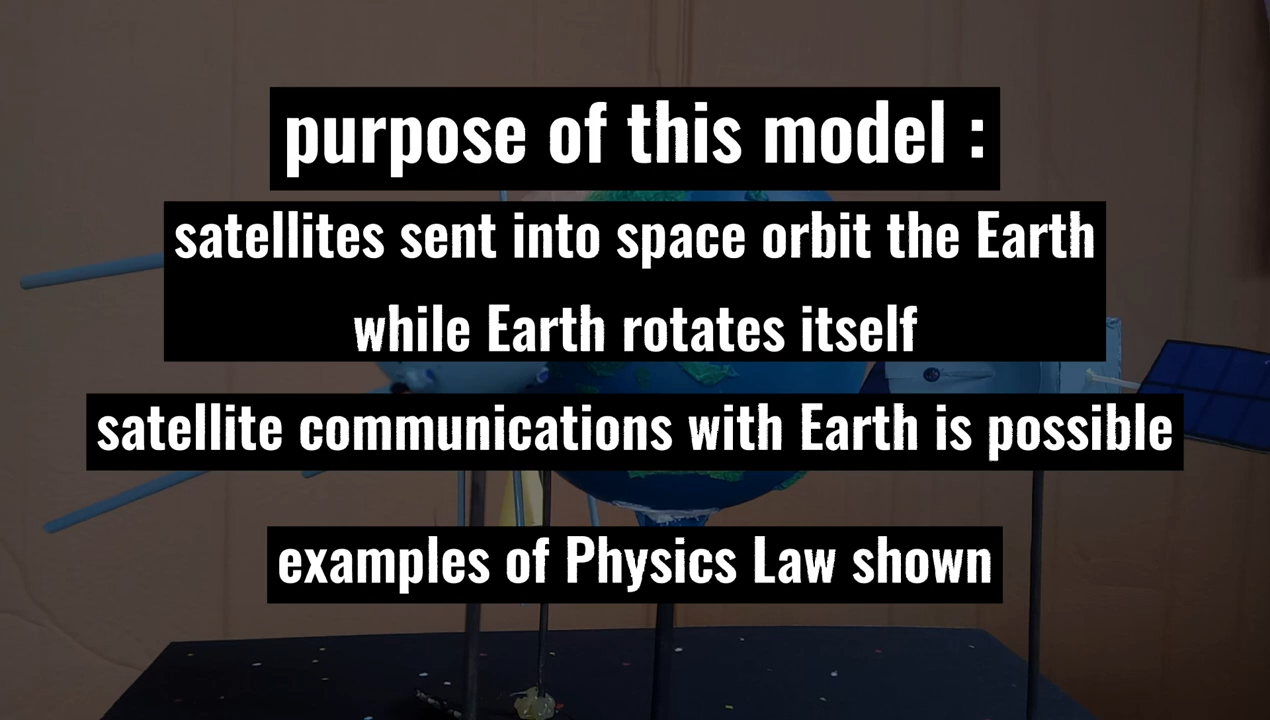 purpose of this model :
satellites sent into space orbit the Earth
while Earth rotates itself
satellite communications with Earth is possible
examples of Physics Law shown